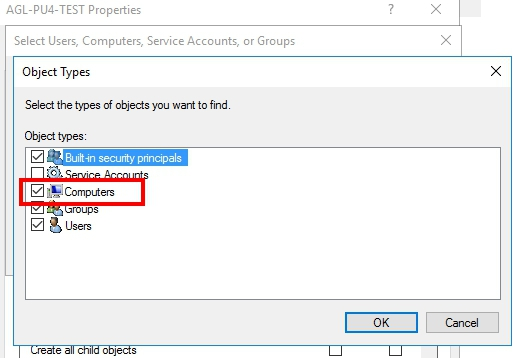 AGL-PU4-TEST Properties
Select Users, Computers, Service Accounts, or Groups
Object Types
Select the types of objects you want to find.
Object types:
Built-in security principals
Service Accounts
Computers
Groups
Users
OK Cancel
Create all child objects